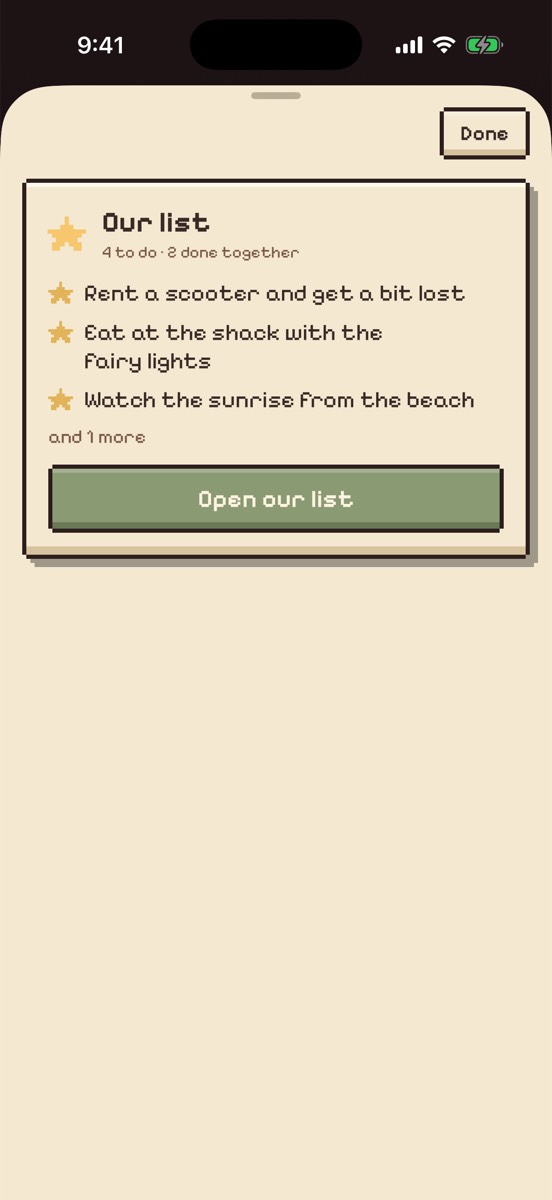 9:41
Done
Our list
4 to do · 2 done together
Rent a scooter and get a bit lost
Eat at the shack with the
fairy lights
Watch the sunrise from the beach
and 1 more
Open our list